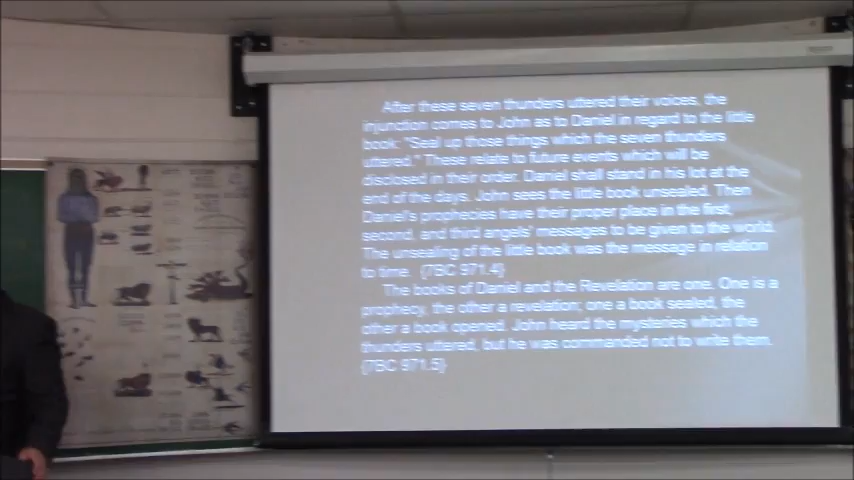 After these seven thunders uttered their voices, the
injunction comes to John as to Daniel in regard to the little
book: "Seal up those things which the seven thunders
uttered." These relate to future events which will be
disclosed in their order. Daniel shall stand in his lot at the
end of the days. John sees the little book unsealed. Then
Daniel's prophecies have their proper place in the first,
second, and third angels' messages to be given to the world.
The unsealing of the little book was the message in relation
to time. {7BC 971.4}
The books of Daniel and the Revelation are one. One is a
prophecy, the other a revelation; one a book sealed, the
other a book opened. John heard the mysteries which the
thunders uttered, but he was commanded not to write them.
{7BC 971.5}